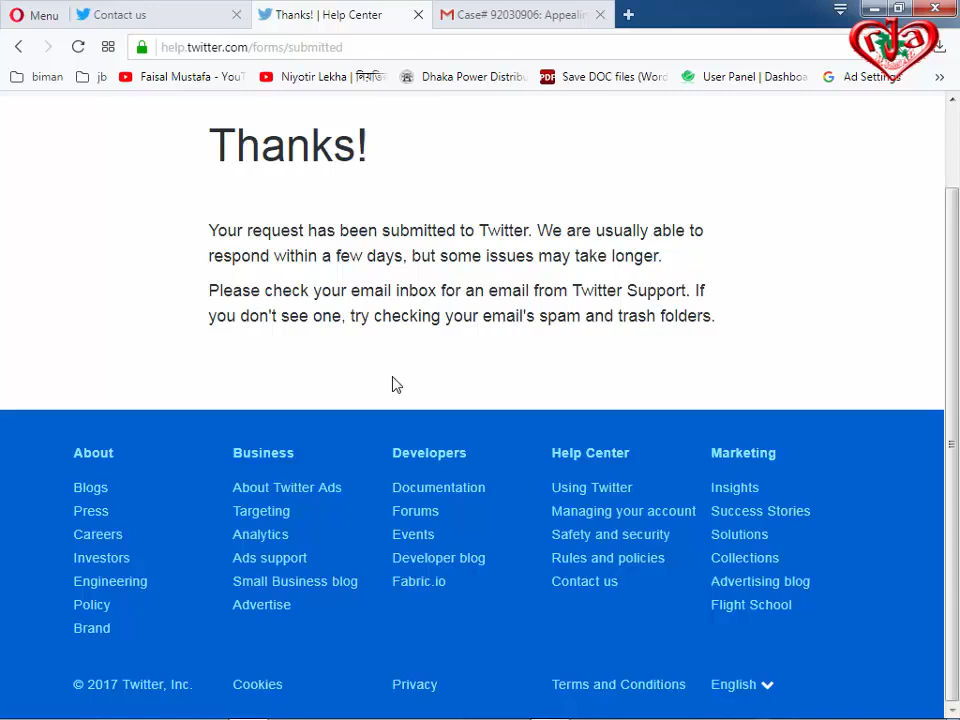 Menu
Contact us
Thanks! | Help Center
Case# 92030906: Appealin
help.twitter.com/forms/submitted
biman
jb
Faisal Mustafa - YouT
Niyotir Lekha | নিয়তির
Dhaka Power Distribu
PDF
Save DOC files (Word
User Panel | Dashboa
Ad Settings
rja
Thanks!
Your request has been submitted to Twitter. We are usually able to
respond within a few days, but some issues may take longer.
Please check your email inbox for an email from Twitter Support. If
you don't see one, try checking your email's spam and trash folders.
About
Blogs
Press
Careers
Investors
Engineering
Policy
Brand
Business
About Twitter Ads
Targeting
Analytics
Ads support
Small Business blog
Advertise
Developers
Documentation
Forums
Events
Developer blog
Fabric.io
Help Center
Using Twitter
Managing your account
Safety and security
Rules and policies
Contact us
Marketing
Insights
Success Stories
Solutions
Collections
Advertising blog
Flight School
© 2017 Twitter, Inc.
Cookies
Privacy
Terms and Conditions
English